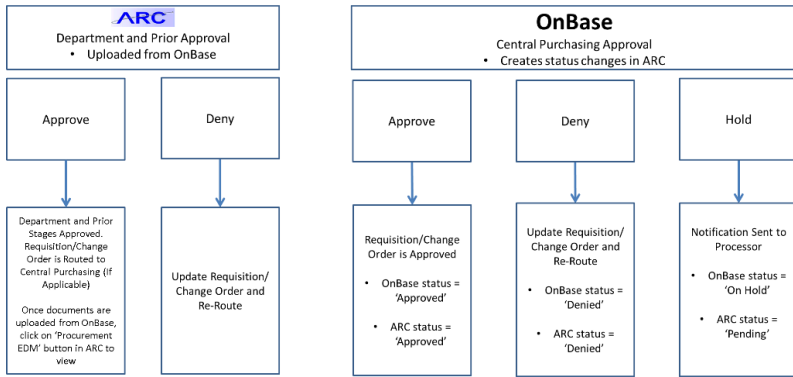 ARC
Department and Prior Approval
• Uploaded from OnBase
OnBase
Central Purchasing Approval
• Creates status changes in ARC
Approve
Deny
Approve
Deny
Hold
Department and Prior
Stages Approved.
Requisition/Change
Order is Routed to
Central Purchasing (If
Applicable)
Once documents are
uploaded from OnBase,
click on ‘Procurement
EDM’ button in ARC to
view
Update Requisition/
Change Order and
Re-Route
Requisition/Change
Order is Approved
• OnBase status =
‘Approved’
• ARC status =
‘Approved’
Update Requisition/
Change Order and
Re-Route
• OnBase status =
‘Denied’
• ARC status =
‘Denied’
Notification Sent to
Processor
• OnBase status =
‘On Hold’
• ARC status =
‘Pending’